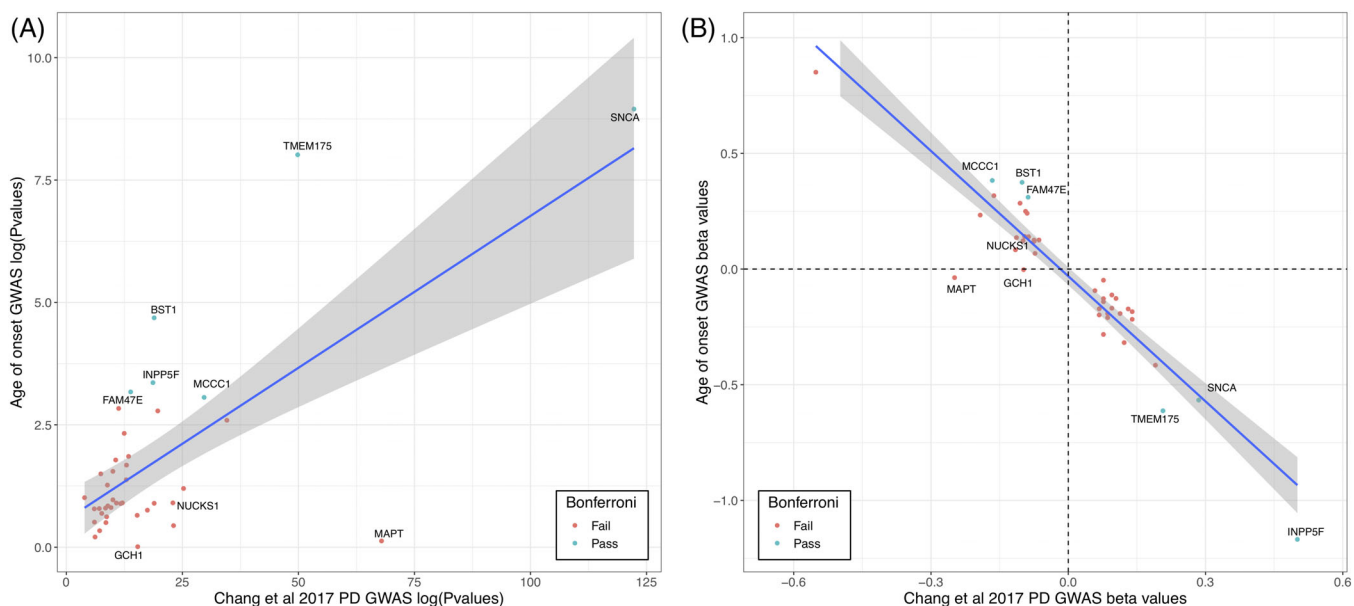 (A)
10.0
7.5
5.0
2.5
0.0
Age of onset GWAS log(Pvalues)
SNCA
TMEM175
BST1
INPP5F
MCCC1
FAM47E
NUCKS1
MAPT
GCH1
Bonferroni
Fail
Pass
0 25 50 75 100 125
Chang et al 2017 PD GWAS log(Pvalues)
(B)
1.0
0.5
0.0
−0.5
−1.0
Age of onset GWAS beta values
MCCC1
BST1
FAM47E
NUCKS1
MAPT
GCH1
SNCA
TMEM175
INPP5F
Bonferroni
Fail
Pass
−0.6 −0.3 0.0 0.3 0.6
Chang et al 2017 PD GWAS beta values